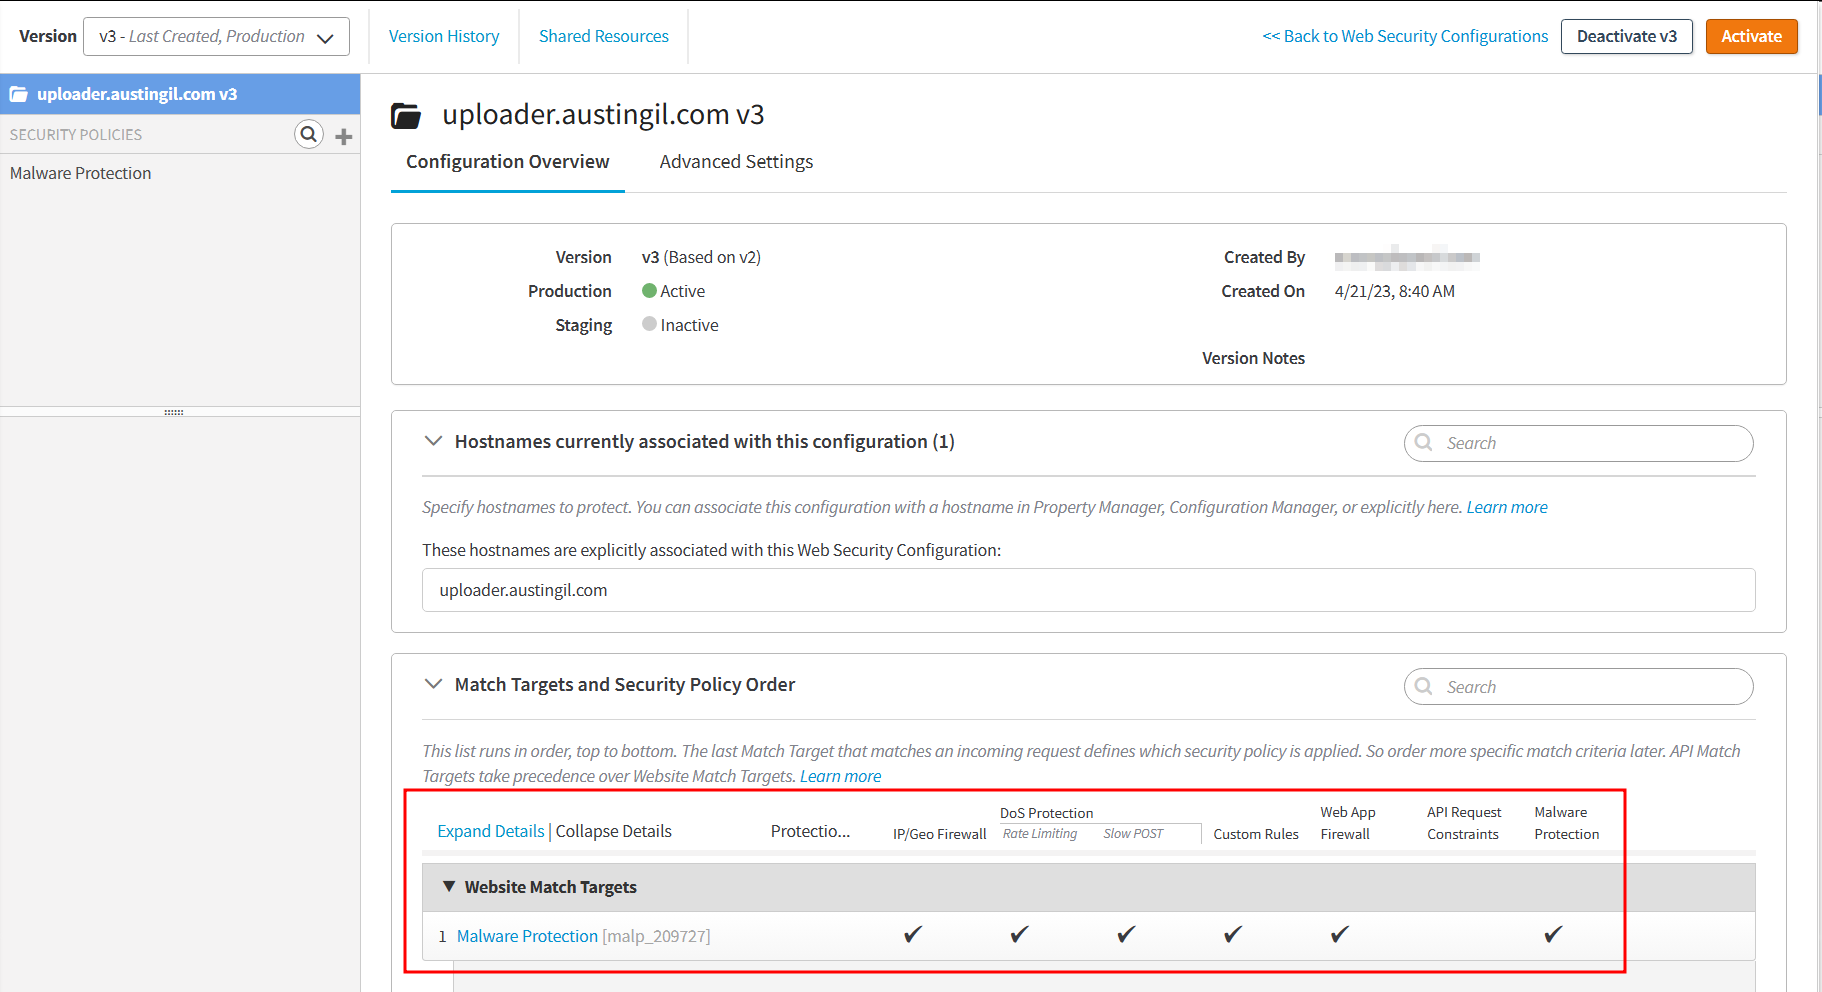 Version v3 - Last Created, Production Version History Shared Resources << Back to Web Security Configurations Deactivate v3 Activate
uploader.austingil.com v3
SECURITY POLICIES
Malware Protection
uploader.austingil.com v3
Configuration Overview Advanced Settings
Version v3 (Based on v2) Created By
Production Active Created On 4/21/23, 8:40 AM
Staging Inactive
Version Notes
Hostnames currently associated with this configuration (1) Search
Specify hostnames to protect. You can associate this configuration with a hostname in Property Manager, Configuration Manager, or explicitly here. Learn more
These hostnames are explicitly associated with this Web Security Configuration:
uploader.austingil.com
Match Targets and Security Policy Order Search
This list runs in order, top to bottom. The last Match Target that matches an incoming request defines which security policy is applied. So order more specific match criteria later. API Match
Targets take precedence over Website Match Targets. Learn more
DoS Protection Web App API Request Malware
Expand Details | Collapse Details Protectio... IP/Geo Firewall Rate Limiting Slow POST Custom Rules Firewall Constraints Protection
Website Match Targets
1 Malware Protection [malp_209727] ✔ ✔ ✔ ✔ ✔ ✔